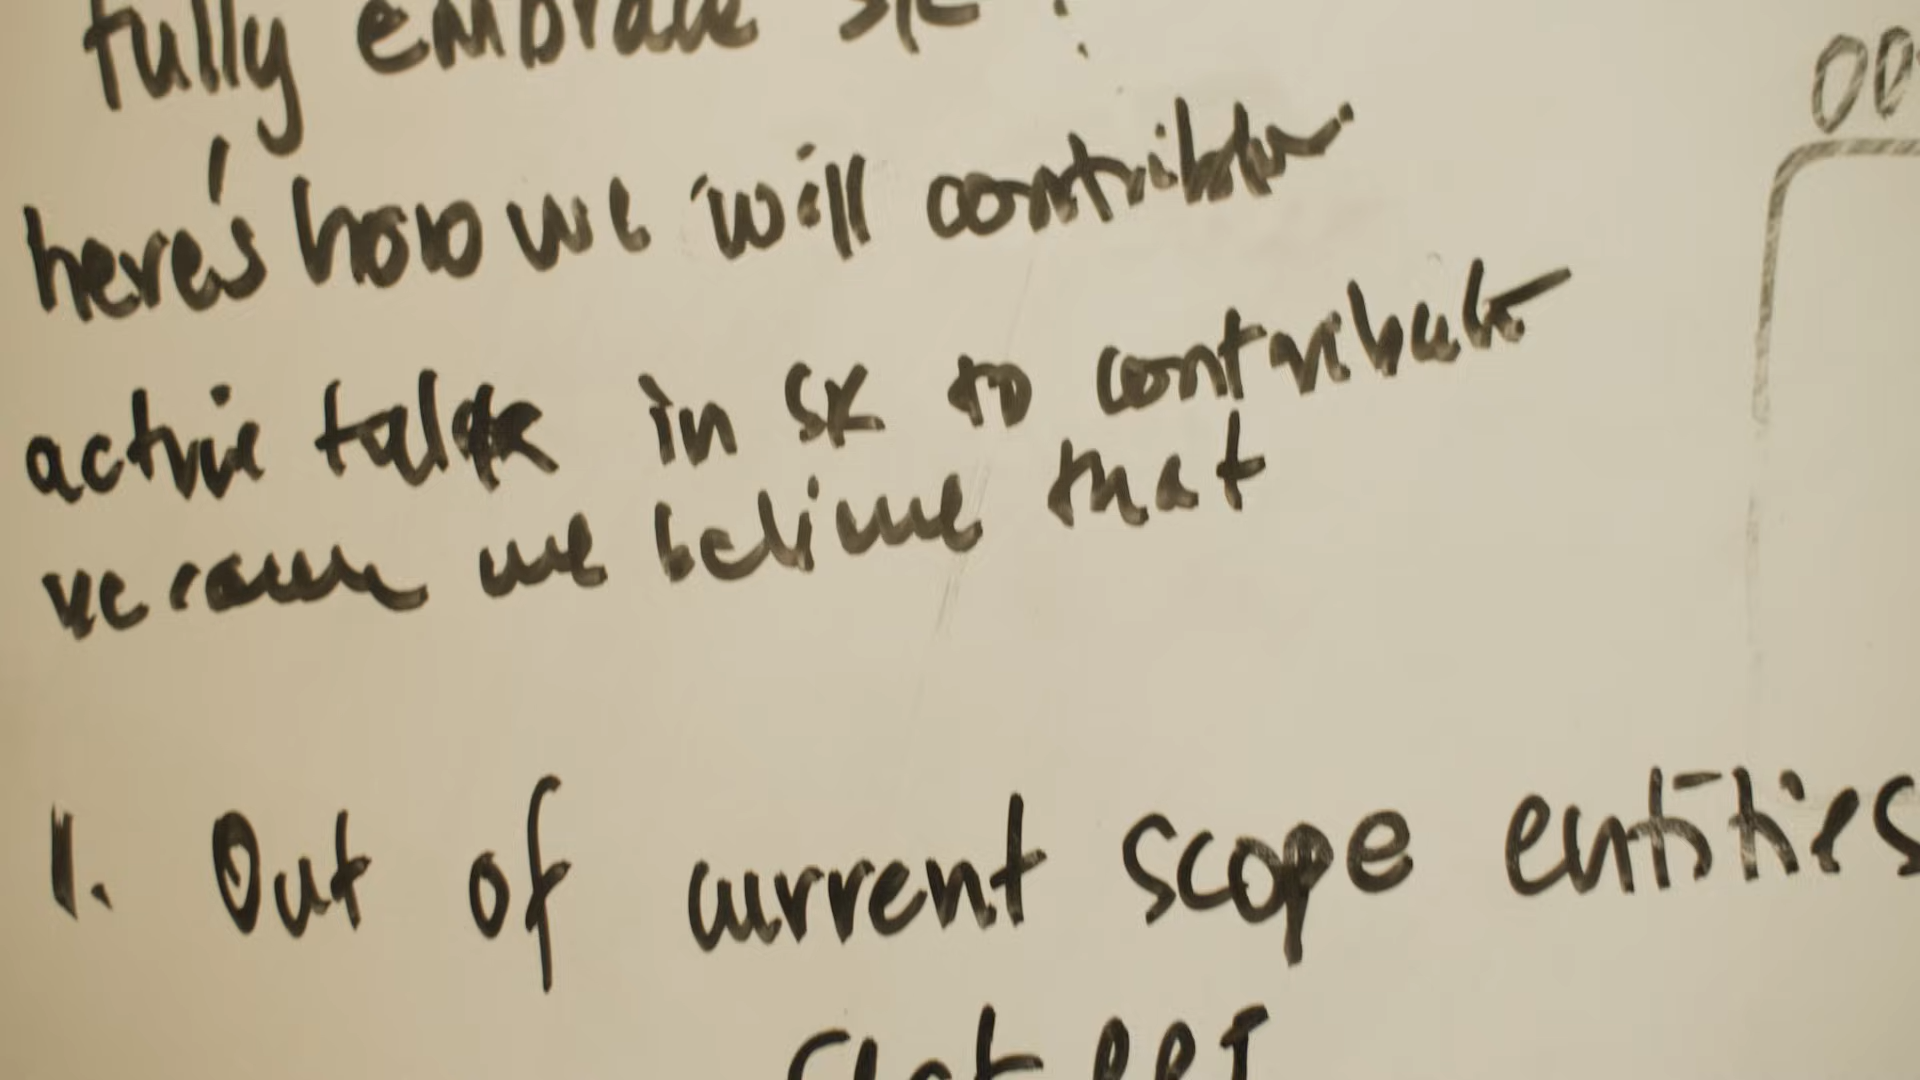 fully embrace SK?
here's how we will contribute
active talk in SK to contribute
we believe that
1. Out of current scope entities